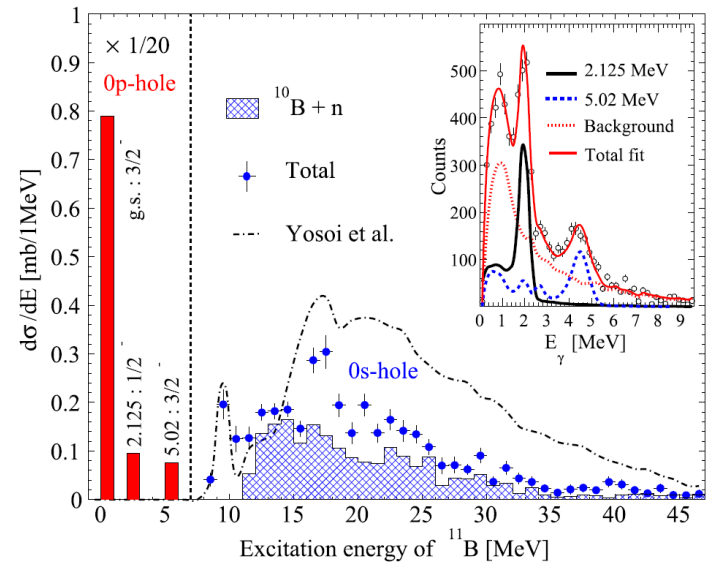 1
0.9
0.8
0.7
0.6
0.5
0.4
0.3
0.2
0.1
0
dσ/dE [mb/1MeV]
× 1/20
0p-hole
g.s. : 3/2⁻
2.125 : 1/2⁻
5.02 : 3/2⁻
¹⁰B + n
Total
Yosoi et al.
0s-hole
500
400
300
200
100
Counts
2.125 MeV
5.02 MeV
Background
Total fit
0 1 2 3 4 5 6 7 8 9
Eγ [MeV]
0 5 10 15 20 25 30 35 40 45
Excitation energy of ¹¹B [MeV]